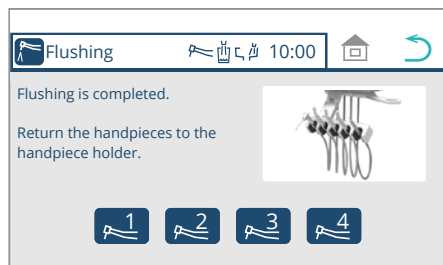 Flushing 10:00
Flushing is completed.
Return the handpieces to the
handpiece holder.
1 2 3 4